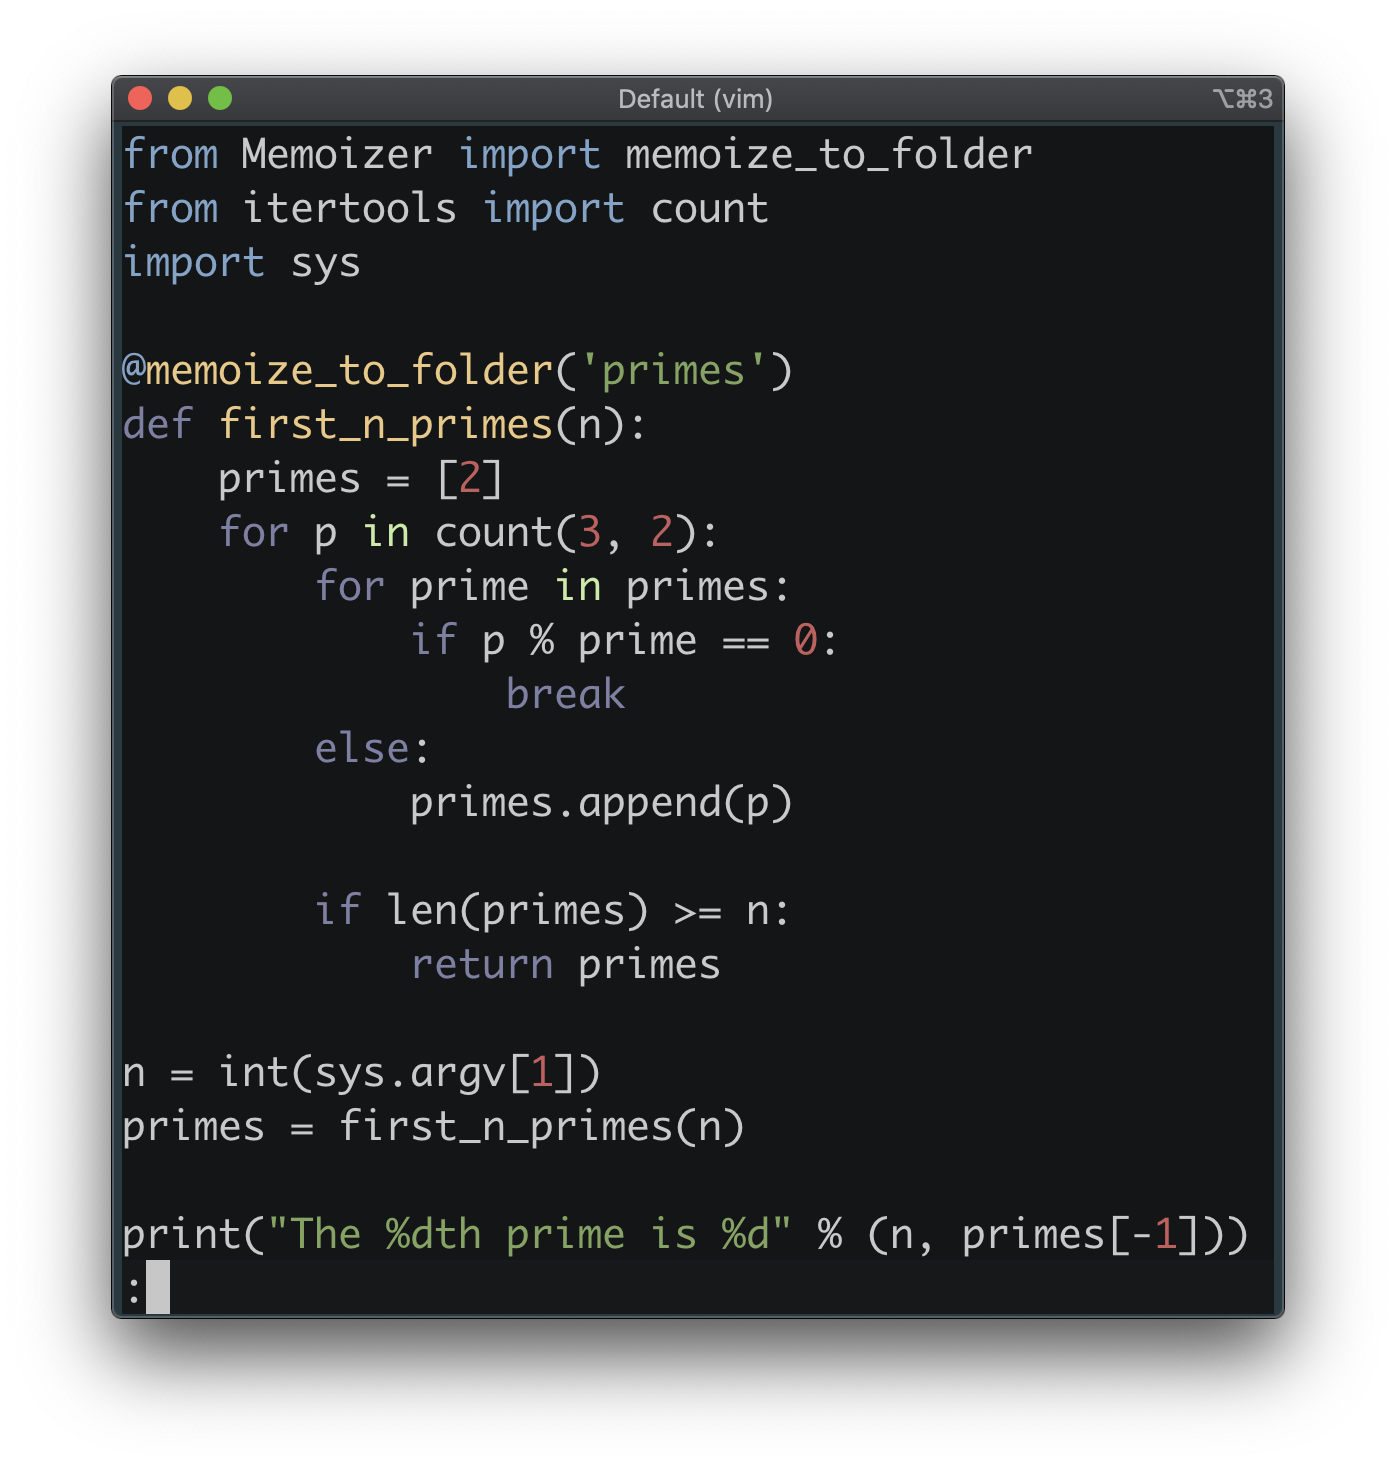 Default (vim)
⌥⌘3
from Memoizer import memoize_to_folder
from itertools import count
import sys

@memoize_to_folder('primes')
def first_n_primes(n):
    primes = [2]
    for p in count(3, 2):
        for prime in primes:
            if p % prime == 0:
                break
        else:
            primes.append(p)

        if len(primes) >= n:
            return primes

n = int(sys.argv[1])
primes = first_n_primes(n)

print("The %dth prime is %d" % (n, primes[-1]))
: